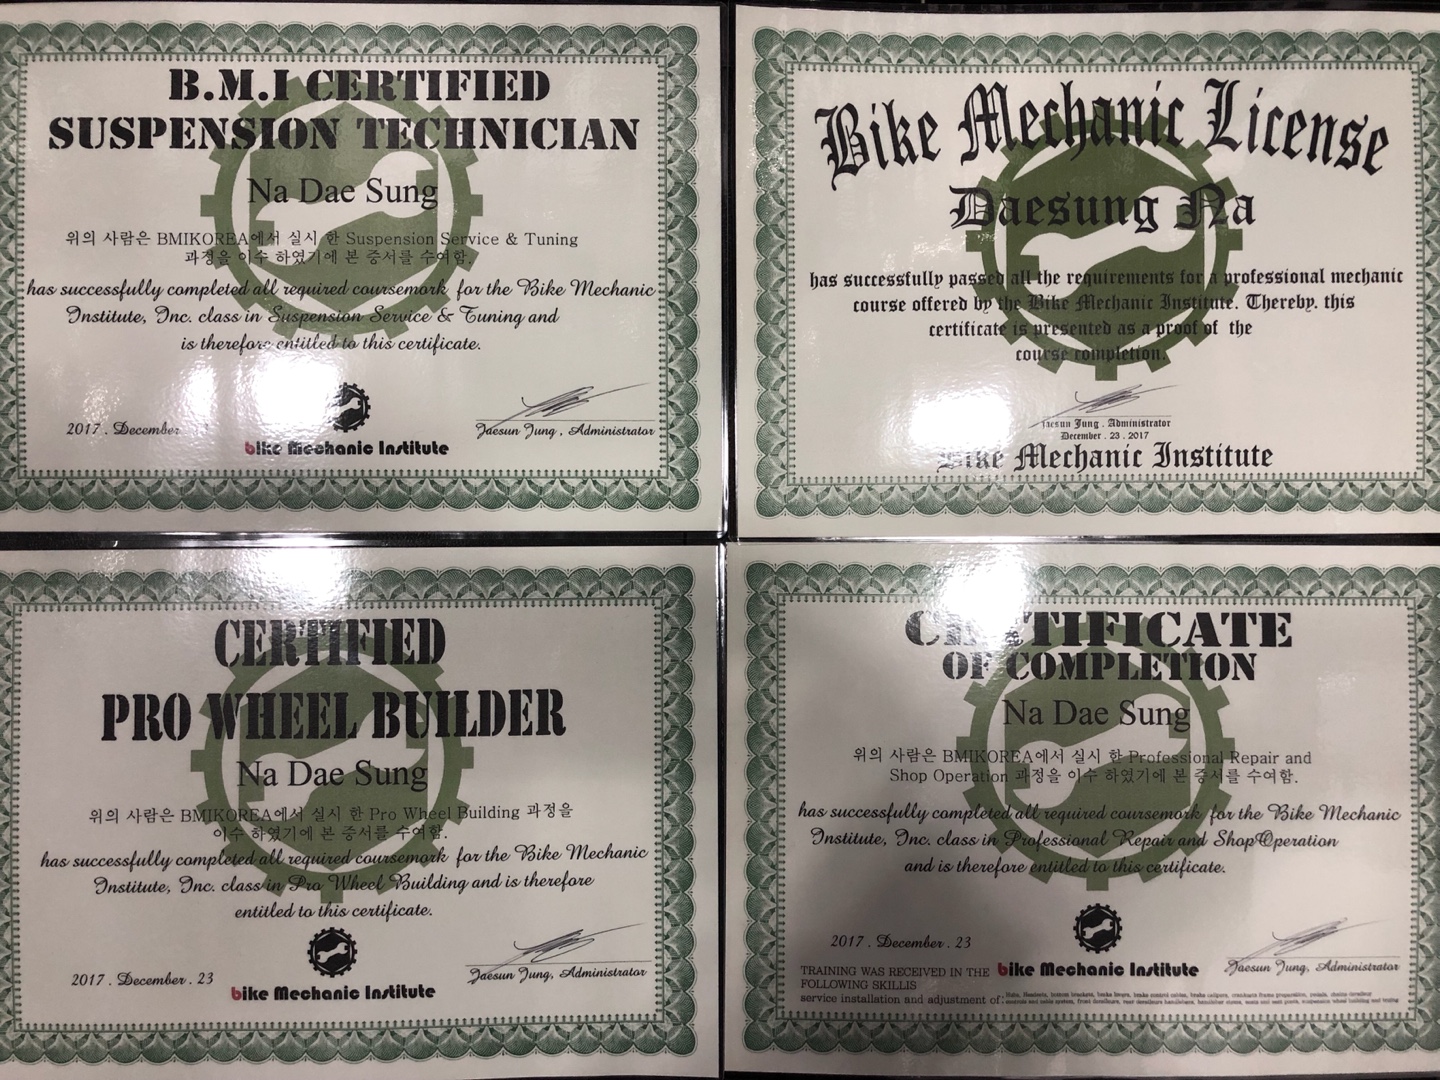 B.M.I CERTIFIED
SUSPENSION TECHNICIAN
Na Dae Sung
위의 사람은 BMIKOREA에서 실시 한 Suspension Service & Tuning
과정을 이수 하였기에 본 증서를 수여함.
has successfully completed all required coursemork for the Bike Mechanic
Institute, Inc. class in Suspension Service & Tuning and
is therefore entitled to this certificate.
2017 . December
Jaesun Jung , Administrator
bike Mechanic Institute
Bike Mechanic License
Daesung Na
has successfully passed all the requirements for a professional mechanic
course offered by the Bike Mechanic Institute. Thereby. this
certificate is presented as a proof of the
course completion.
Jaesun Jung . Administrator
December . 23 . 2017
Bike Mechanic Institute
CERTIFIED
PRO WHEEL BUILDER
Na Dae Sung
위의 사람은 BMIKOREA에서 실시 한 Pro Wheel Building 과정을
이수 하였기에 본 증서를 수여함.
has successfully completed all required coursemork for the Bike Mechanic
Institute, Inc. class in Pro Wheel Building and is therefore
entitled to this certificate.
2017 . December . 23
Jaesun Jung, Administrator
bike Mechanic Institute
CERTIFICATE
OF COMPLETION
Na Dae Sung
위의 사람은 BMIKOREA에서 실시 한 Professional Repair and
Shop Operation 과정을 이수 하였기에 본 증서를 수여함.
has successfully completed all required coursemork for the Bike Mechanic
Institute, Inc. class in Professional Repair and Shop Operation
and is therefore entitled to this certificate.
2017 . December . 23
Jaesun Jung, Administrator
bike Mechanic Institute
TRAINING WAS RECEIVED IN THE
FOLLOWING SKILLIS
service installation and adjustment of: